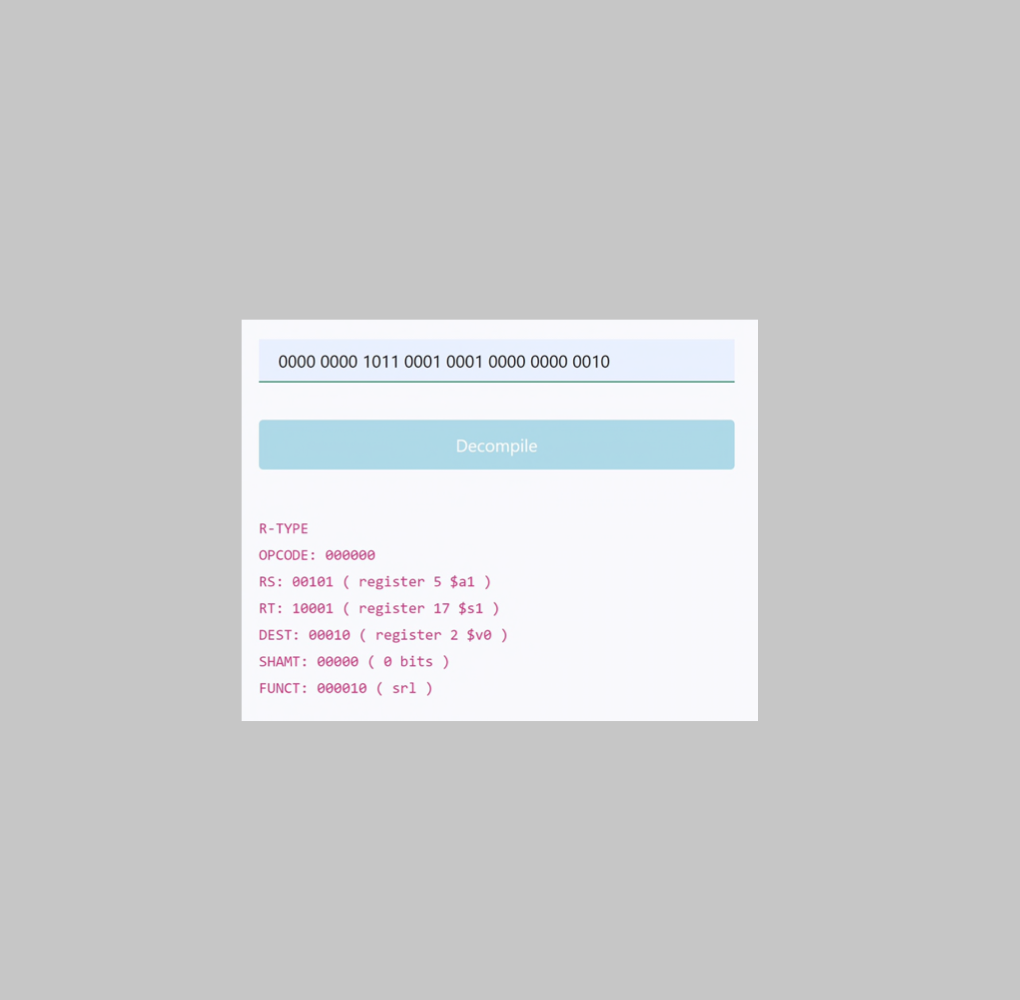 0000 0000 1011 0001 0001 0000 0000 0010
Decompile
R-TYPE
OPCODE: 000000
RS: 00101 ( register 5 $a1 )
RT: 10001 ( register 17 $s1 )
DEST: 00010 ( register 2 $v0 )
SHAMT: 00000 ( 0 bits )
FUNCT: 000010 ( srl )